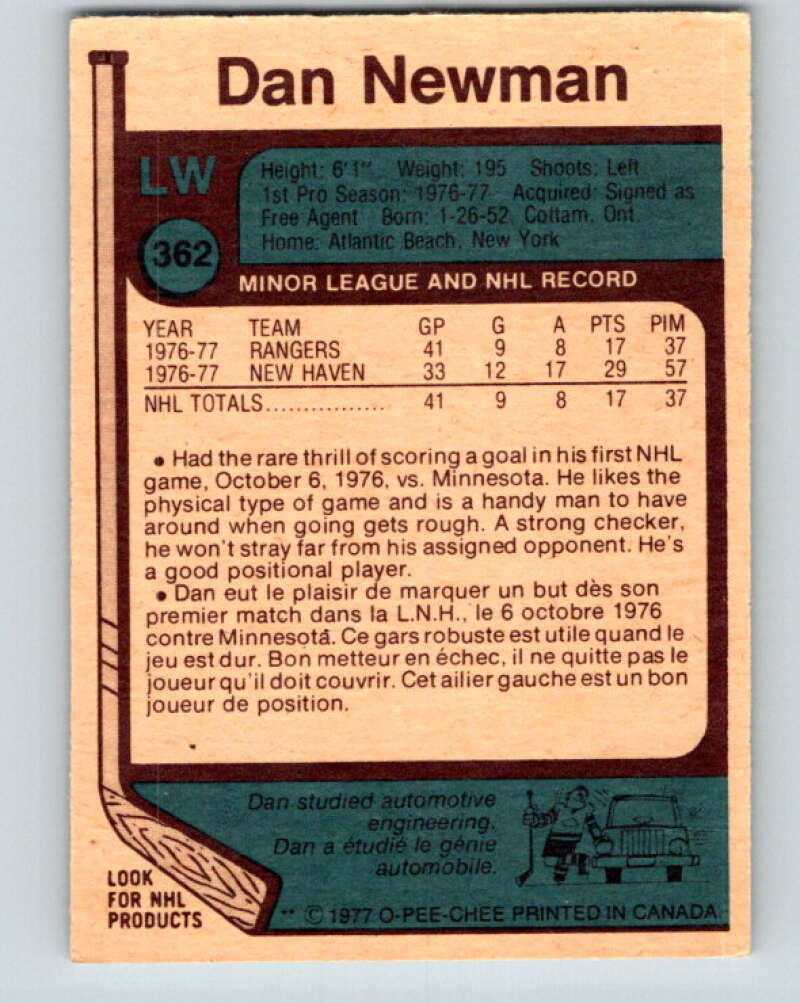 Dan Newman
LW
Height: 6'1" Weight: 195 Shoots: Left
1st Pro Season: 1976-77 Acquired: Signed as
Free Agent Born: 1-26-52, Cottam, Ont
Home: Atlantic Beach, New York
362
MINOR LEAGUE AND NHL RECORD
YEAR TEAM GP G A PTS PIM
1976-77 RANGERS 41 9 8 17 37
1976-77 NEW HAVEN 33 12 17 29 57
NHL TOTALS................. 41 9 8 17 37
• Had the rare thrill of scoring a goal in his first NHL
game, October 6, 1976, vs. Minnesota. He likes the
physical type of game and is a handy man to have
around when going gets rough. A strong checker,
he won't stray far from his assigned opponent. He's
a good positional player.
• Dan eut le plaisir de marquer un but dès son
premier match dans la L.N.H., le 6 octobre 1976
contre Minnesota. Ce gars robuste est utile quand le
jeu est dur. Bon metteur en échec, il ne quitte pas le
joueur qu'il doit couvrir. Cet ailier gauche est un bon
joueur de position.
Dan studied automotive
engineering.
Dan a étudié le génie
automobile.
LOOK
FOR NHL
PRODUCTS
** © 1977 O-PEE-CHEE PRINTED IN CANADA